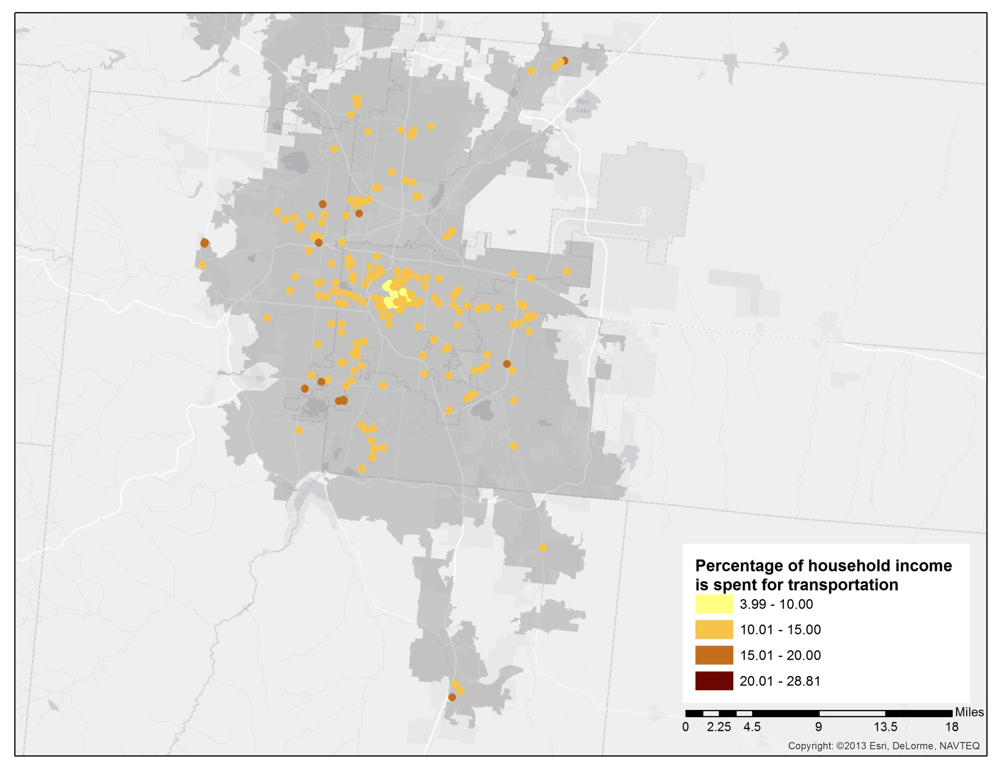 Barr
Lake
Percentage of household income
is spent for transportation
3.99 - 10.00
10.01 - 15.00
15.01 - 20.00
20.01 - 28.81
Miles
0 2.25 4.5 9 13.5 18
Copyright: ©2013 Esri, DeLorme, NAVTEQ